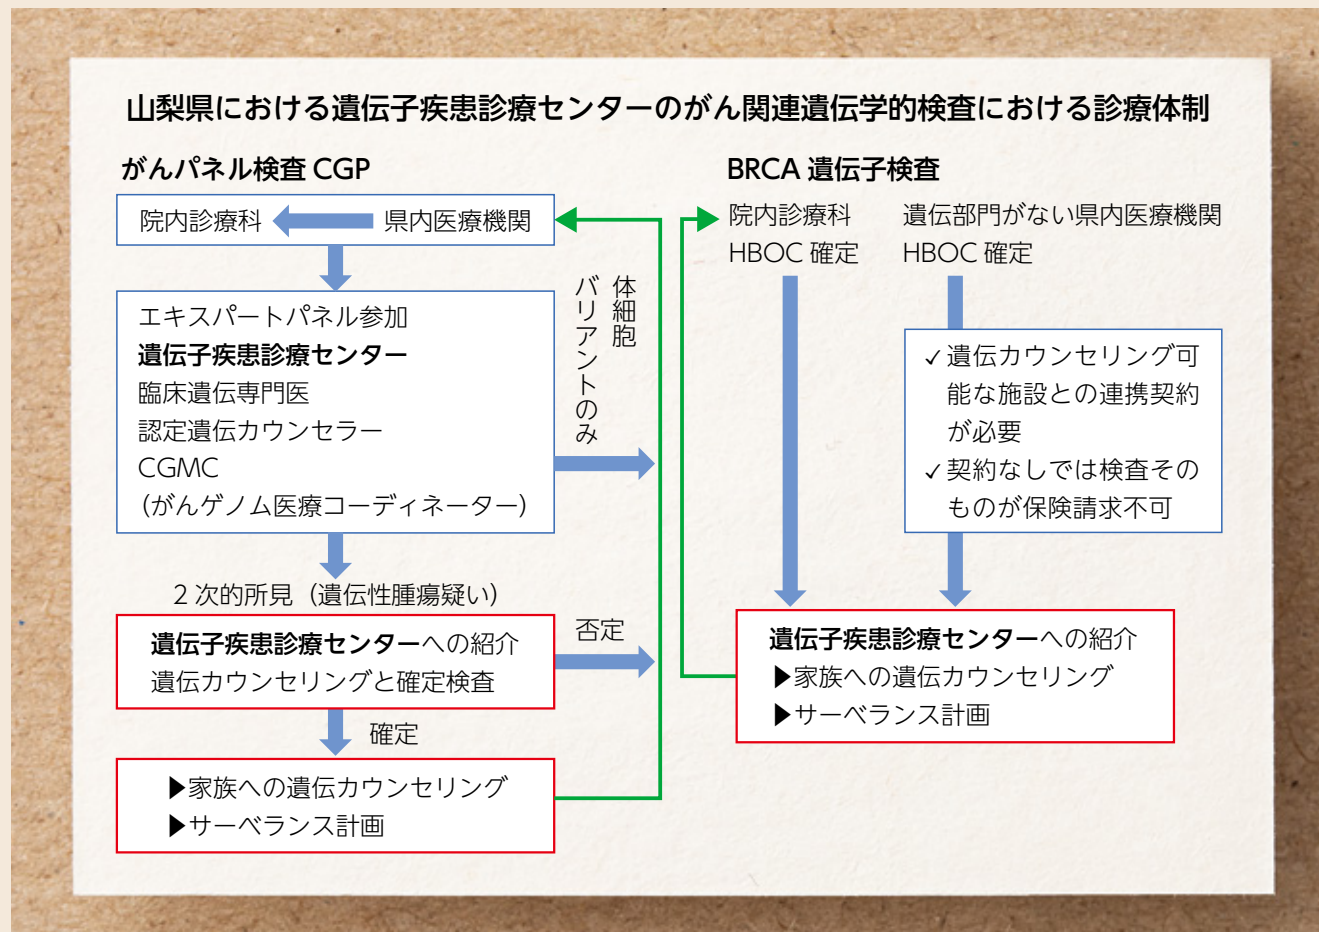 山梨県における遺伝子疾患診療センターのがん関連遺伝学的検査における診療体制
がんパネル検査 CGP
院内診療科
県内医療機関
エキスパートパネル参加
遺伝子疾患診療センター
臨床遺伝専門医
認定遺伝カウンセラー
CGMC
（がんゲノム医療コーディネーター）
体細胞
バリアントのみ
2 次的所見（遺伝性腫瘍疑い）
遺伝子疾患診療センターへの紹介
遺伝カウンセリングと確定検査
否定
確定
▶家族への遺伝カウンセリング
▶サーベランス計画
BRCA 遺伝子検査
院内診療科
HBOC 確定
遺伝部門がない県内医療機関
HBOC 確定
✓遺伝カウンセリング可
能な施設との連携契約
が必要
✓契約なしでは検査その
ものが保険請求不可
遺伝子疾患診療センターへの紹介
▶家族への遺伝カウンセリング
▶サーベランス計画